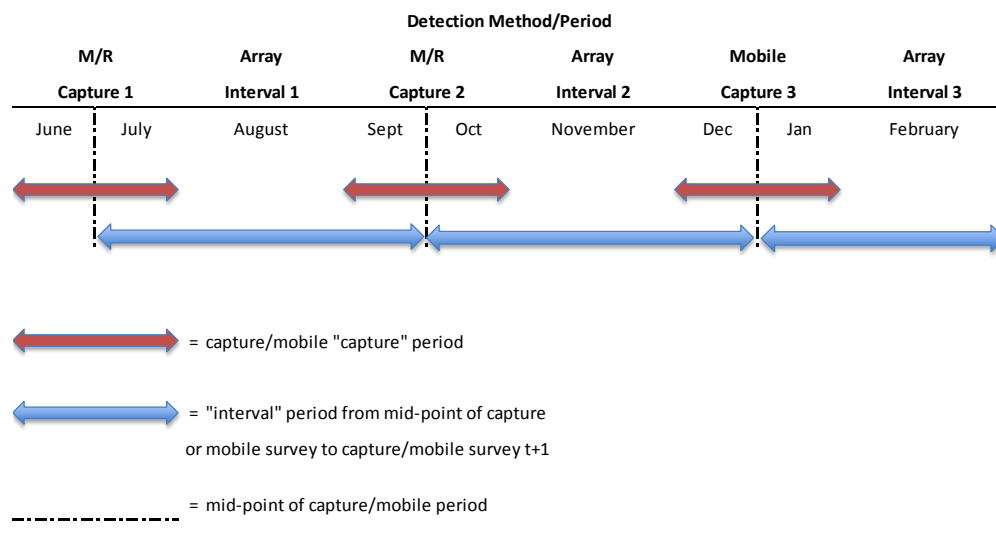 Detection Method/Period
M/R Array M/R Array Mobile Array
Capture 1 Interval 1 Capture 2 Interval 2 Capture 3 Interval 3
June July August Sept Oct November Dec Jan February
= capture/mobile "capture" period
= "interval" period from mid-point of capture
or mobile survey to capture/mobile survey t+1
= mid-point of capture/mobile period